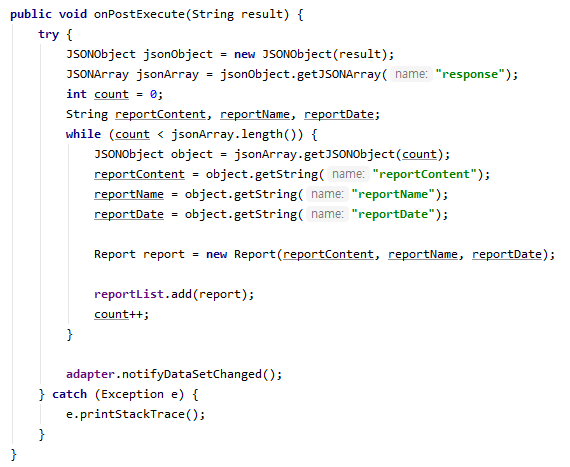 public void onPostExecute(String result) {
    try {
        JSONObject jsonObject = new JSONObject(result);
        JSONArray jsonArray = jsonObject.getJSONArray( name: "response");
        int count = 0;
        String reportContent, reportName, reportDate;
        while (count < jsonArray.length()) {
            JSONObject object = jsonArray.getJSONObject(count);
            reportContent = object.getString( name: "reportContent");
            reportName = object.getString( name: "reportName");
            reportDate = object.getString( name: "reportDate");

            Report report = new Report(reportContent, reportName, reportDate);

            reportList.add(report);
            count++;
        }

        adapter.notifyDataSetChanged();
    } catch (Exception e) {
        e.printStackTrace();
    }
}